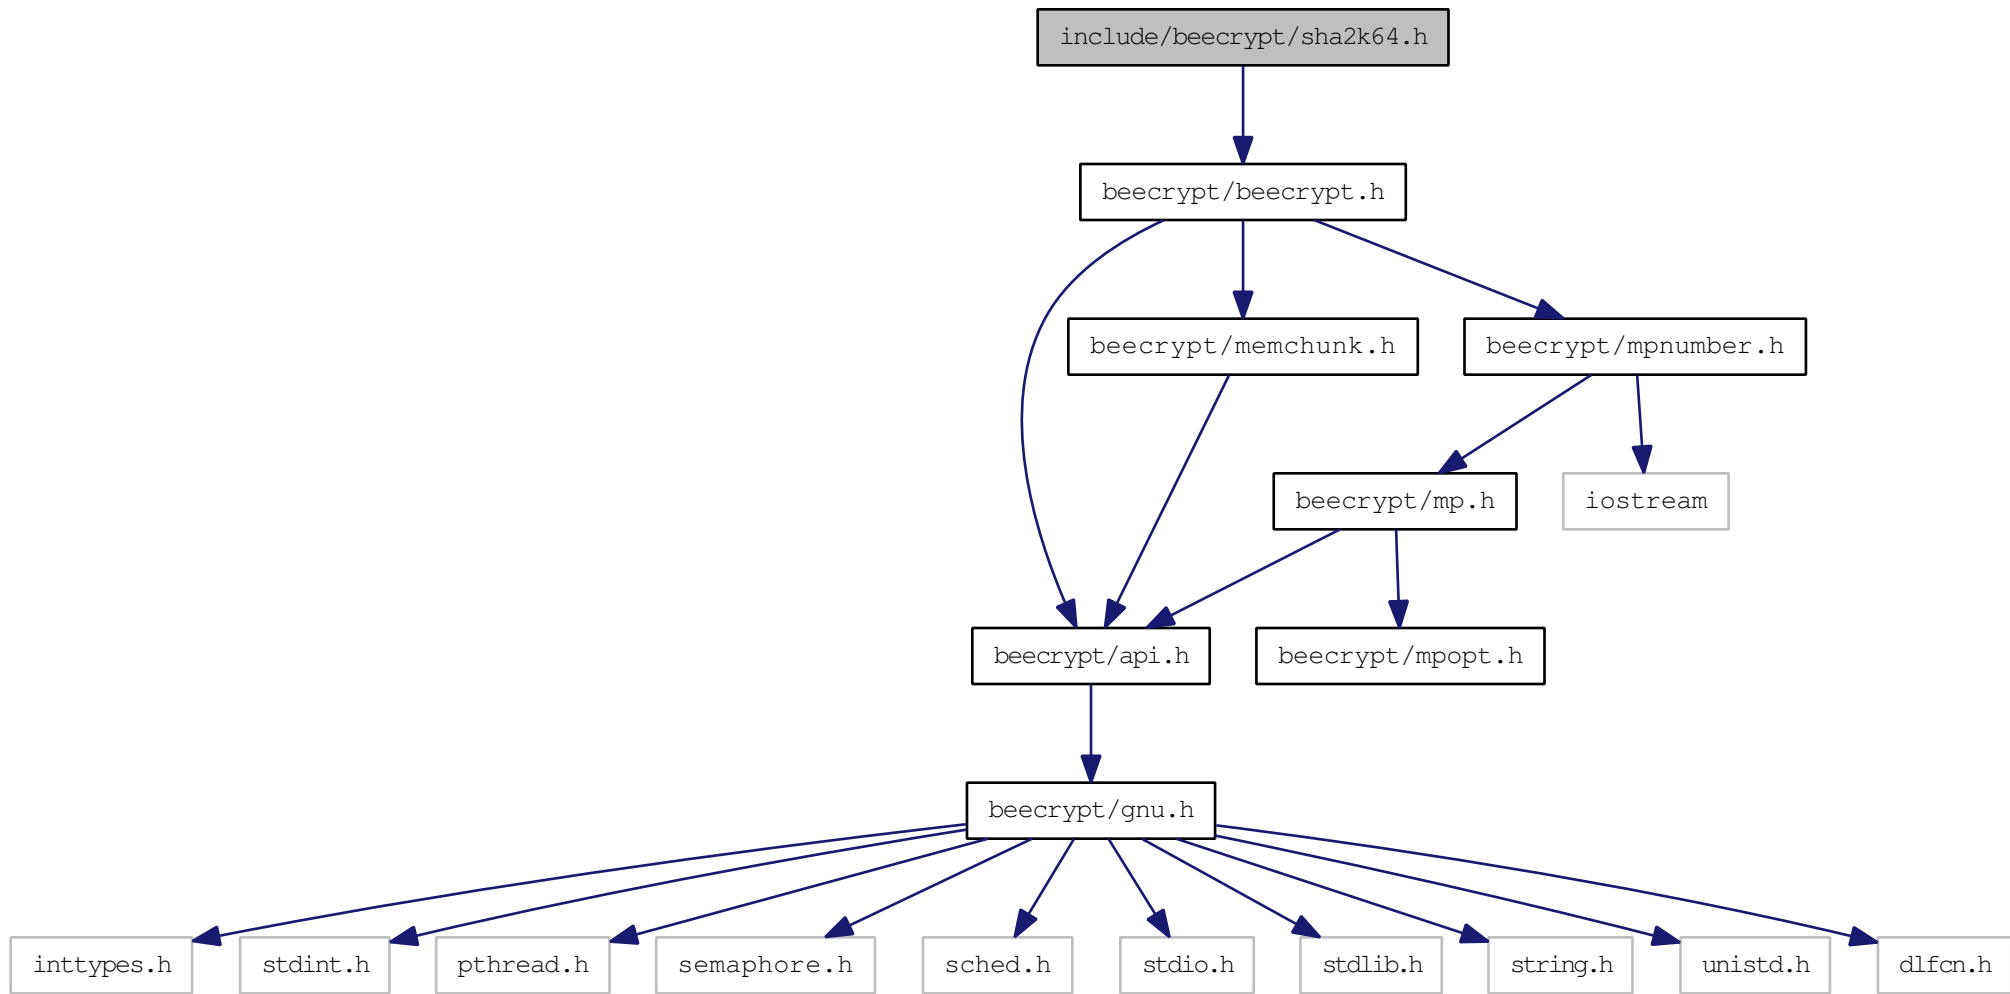 include/beecrypt/sha2k64.h
beecrypt/beecrypt.h
beecrypt/memchunk.h
beecrypt/mpnumber.h
beecrypt/mp.h
iostream
beecrypt/api.h
beecrypt/mpopt.h
beecrypt/gnu.h
inttypes.h
stdint.h
pthread.h
semaphore.h
sched.h
stdio.h
stdlib.h
string.h
unistd.h
dlfcn.h